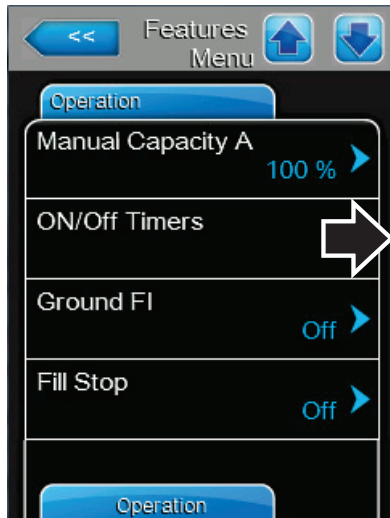 <<
Features
Menu
Operation
Manual Capacity A
100 %
ON/Off Timers
Ground FI
Off
Fill Stop
Off
Operation